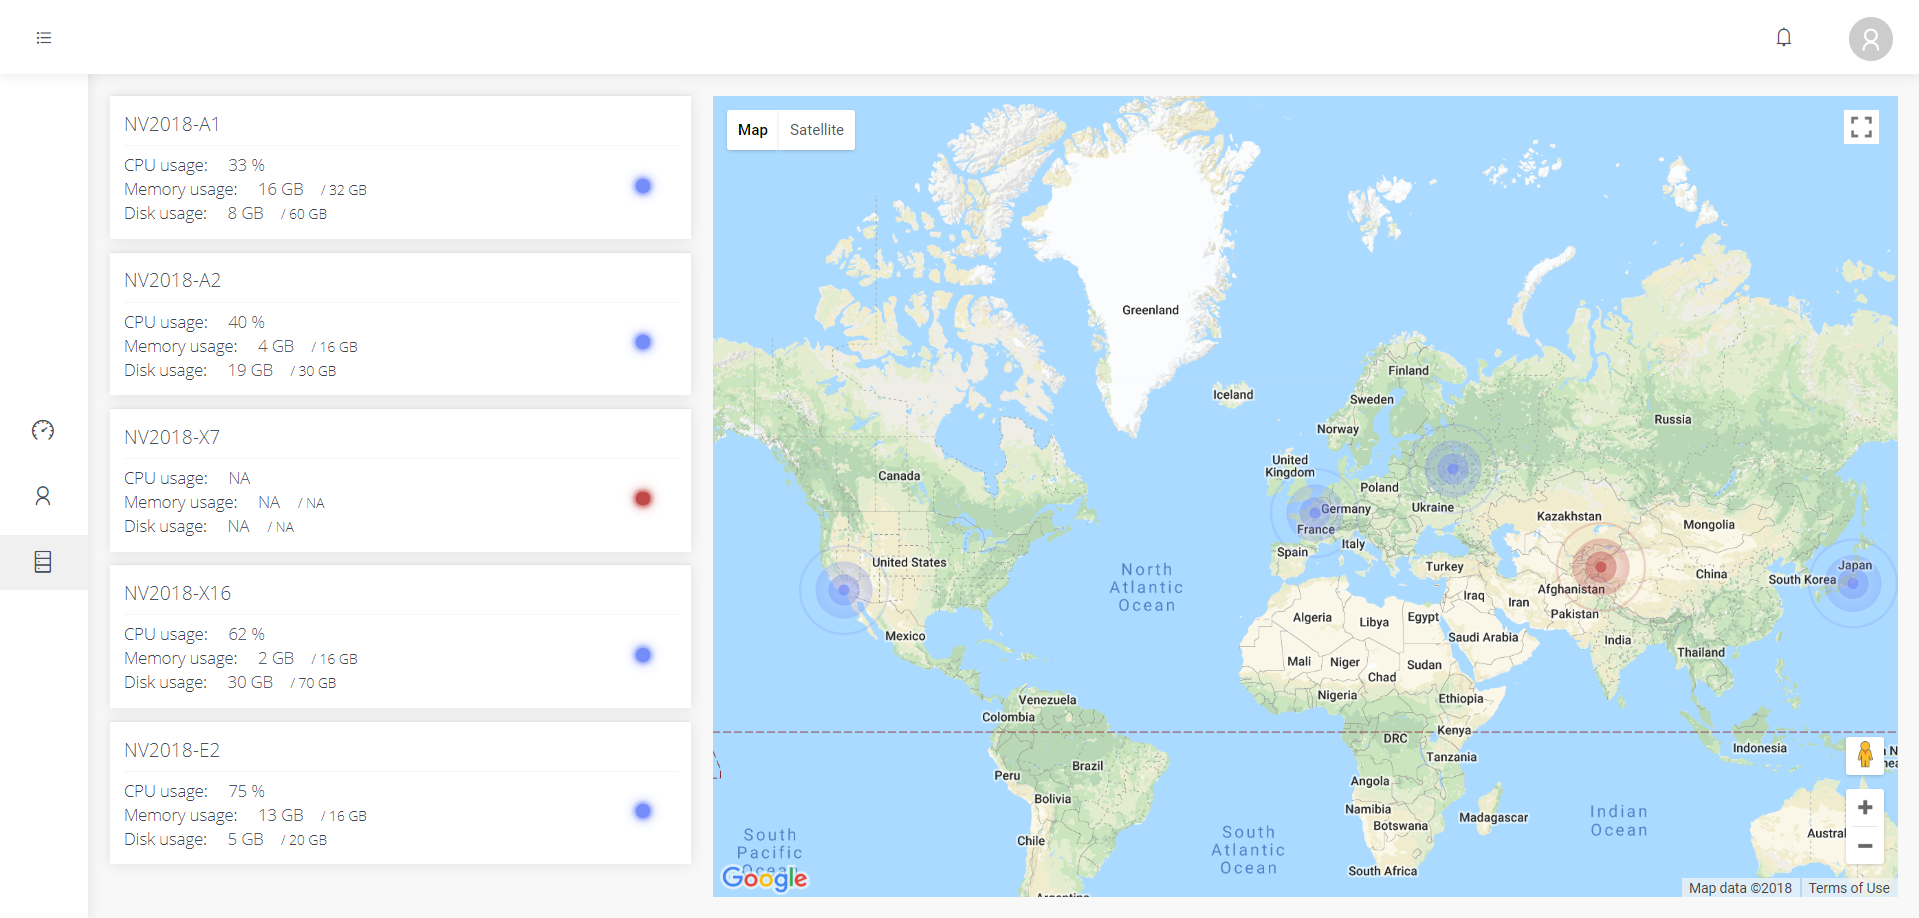 NV2018-A1
CPU usage: 33 %
Memory usage: 16 GB / 32 GB
Disk usage: 8 GB / 60 GB
NV2018-A2
CPU usage: 40 %
Memory usage: 4 GB / 16 GB
Disk usage: 19 GB / 30 GB
NV2018-X7
CPU usage: NA
Memory usage: NA / NA
Disk usage: NA / NA
NV2018-X16
CPU usage: 62 %
Memory usage: 2 GB / 16 GB
Disk usage: 30 GB / 70 GB
NV2018-E2
CPU usage: 75 %
Memory usage: 13 GB / 16 GB
Disk usage: 5 GB / 20 GB
Map Satellite
Greenland
Finland
Iceland
Sweden
Russia
Norway
United
Kingdom
Canada
Poland
Germany
Ukraine
Kazakhstan
Mongolia
France
Italy
Spain
United States
Turkey
Japan
China
South Korea
North
Atlantic
Ocean
Afghanistan
Iraq
Iran
Pakistan
Algeria
Libya
Egypt
Mexico
Saudi Arabia
India
Thailand
Mali
Niger
Sudan
Chad
Nigeria
Ethiopia
Venezuela
Colombia
Kenya
DRC
Indonesia
Tanzania
Brazil
Peru
Angola
Bolivia
Namibia
Botswana
Madagascar
Indian
Ocean
South
Pacific
Ocean
South
Atlantic
Ocean
Chile
South Africa
Austral
Google
Map data ©2018 Terms of Use